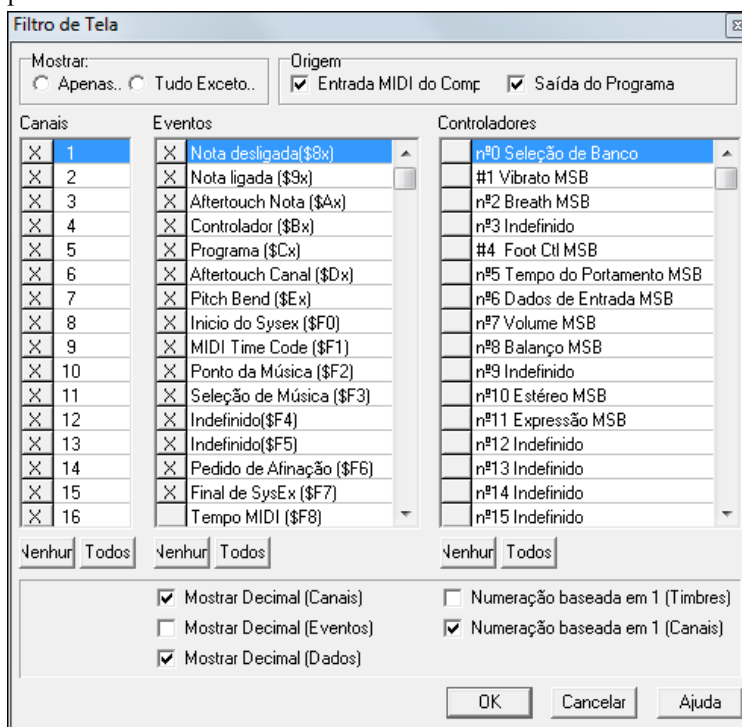 Filtro de Tela
Mostrar:
Apenas.. Tudo Exceto..
Origem
Entrada MIDI do Comp Saída do Programa
Canais
X 1
X 2
X 3
X 4
X 5
X 6
X 7
X 8
X 9
X 10
X 11
X 12
X 13
X 14
X 15
X 16
Nenhur Todos
Eventos
X Nota desligada($8x)
X Nota ligada ($9x)
X Aftertouch Nota ($Ax)
X Controlador ($Bx)
X Programa ($Cx)
X Aftertouch Canal ($Dx)
X Pitch Bend ($Ex)
X Inicio do Sysex ($F0)
X MIDI Time Code ($F1)
X Ponto da Música ($F2)
X Seleção de Música ($F3)
X Indefinido($F4)
X Indefinido($F5)
X Pedido de Afinação ($F6)
X Final de SysEx ($F7)
Tempo MIDI ($F8)
Nenhur Todos
Controladores
nº0 Seleção de Banco
#1 Vibrato MSB
nº2 Breath MSB
nº3 Indefinido
#4 Foot Ctl MSB
nº5 Tempo do Portamento MSB
nº6 Dados de Entrada MSB
nº7 Volume MSB
nº8 Balanço MSB
nº9 Indefinido
nº10 Estéreo MSB
nº11 Expressão MSB
nº12 Indefinido
nº13 Indefinido
nº14 Indefinido
nº15 Indefinido
Nenhur Todos
Mostrar Decimal (Canais)
Mostrar Decimal (Eventos)
Mostrar Decimal (Dados)
Numeração baseada em 1 (Timbres)
Numeração baseada em 1 (Canais)
OK Cancelar Ajuda